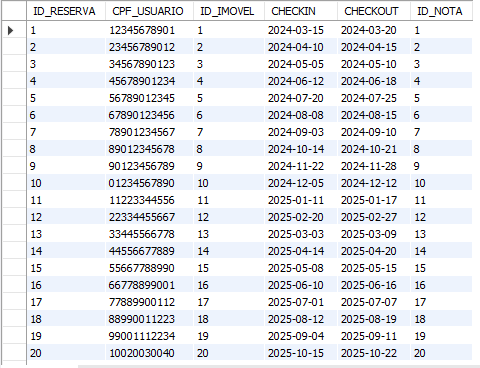 ID_RESERVA CPF_USUARIO ID_IMOVEL CHECKIN CHECKOUT ID_NOTA
1 12345678901 1 2024-03-15 2024-03-20 1
2 23456789012 2 2024-04-10 2024-04-15 2
3 34567890123 3 2024-05-05 2024-05-10 3
4 45678901234 4 2024-06-12 2024-06-18 4
5 56789012345 5 2024-07-20 2024-07-25 5
6 67890123456 6 2024-08-08 2024-08-15 6
7 78901234567 7 2024-09-03 2024-09-10 7
8 89012345678 8 2024-10-14 2024-10-21 8
9 90123456789 9 2024-11-22 2024-11-28 9
10 01234567890 10 2024-12-05 2024-12-12 10
11 11223344556 11 2025-01-11 2025-01-17 11
12 22334455667 12 2025-02-20 2025-02-27 12
13 33445566778 13 2025-03-03 2025-03-09 13
14 44556677889 14 2025-04-14 2025-04-20 14
15 55667788990 15 2025-05-08 2025-05-15 15
16 66778899001 16 2025-06-10 2025-06-16 16
17 77889900112 17 2025-07-01 2025-07-07 17
18 88990011223 18 2025-08-12 2025-08-19 18
19 99001112234 19 2025-09-04 2025-09-11 19
20 10020030040 20 2025-10-15 2025-10-22 20